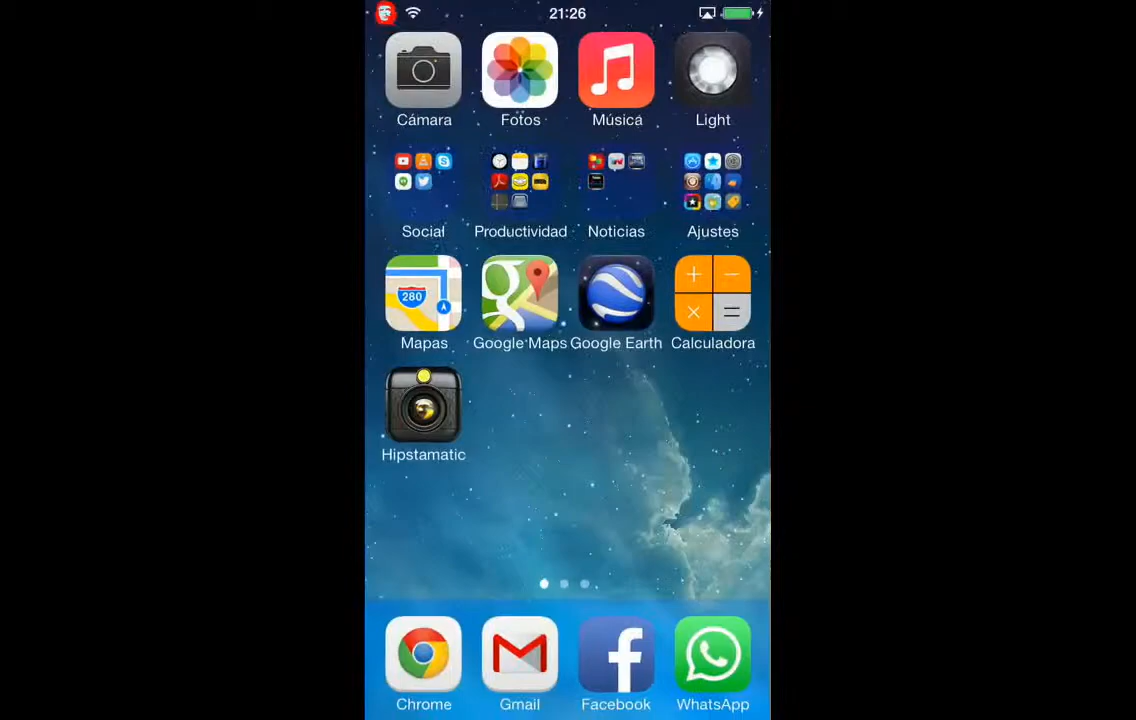 21:26
Cámara Fotos Música Light
Social Productividad Noticias Ajustes
280
Mapas Google Maps Google Earth Calculadora
Hipstamatic
Chrome Gmail Facebook WhatsApp